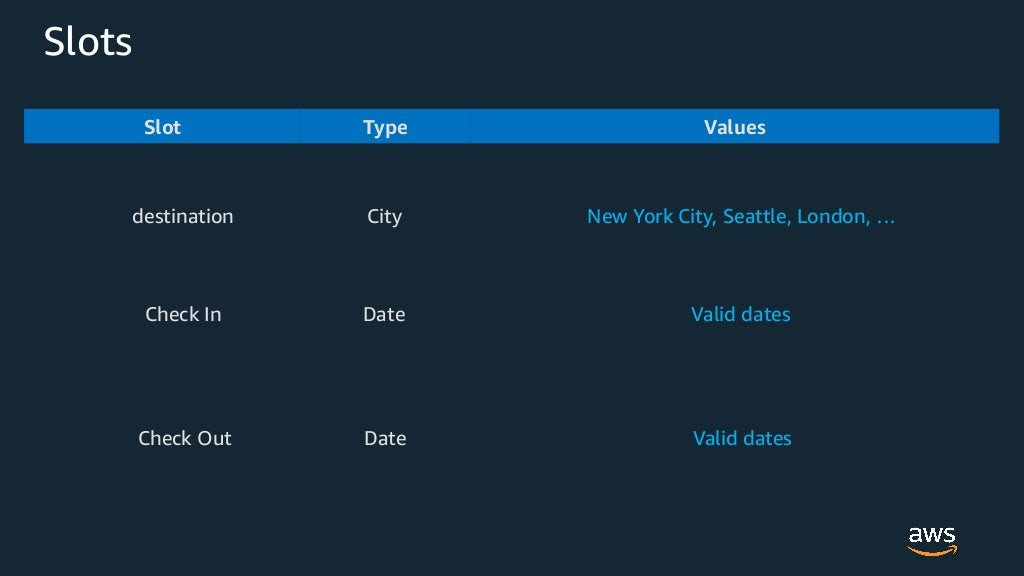 Slots
Slot Type Values
destination City New York City, Seattle, London, …
Check In Date Valid dates
Check Out Date Valid dates
aws